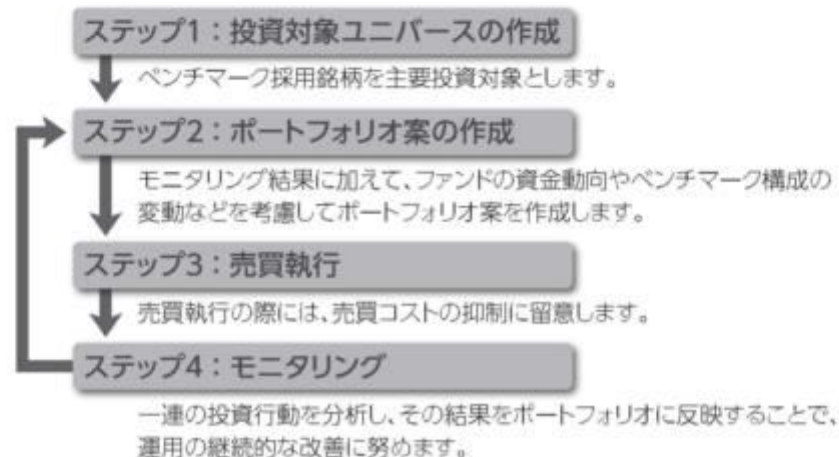 ステップ1：投資対象ユニバースの作成
ベンチマーク採用銘柄を主要投資対象とします。
ステップ2：ポートフォリオ案の作成
モニタリング結果に加えて、ファンドの資金動向やベンチマーク構成の
変動などを考慮してポートフォリオ案を作成します。
ステップ3：売買執行
売買執行の際には、売買コストの抑制に留意します。
ステップ4：モニタリング
一連の投資行動を分析し、その結果をポートフォリオに反映することで、
運用の継続的な改善に努めます。